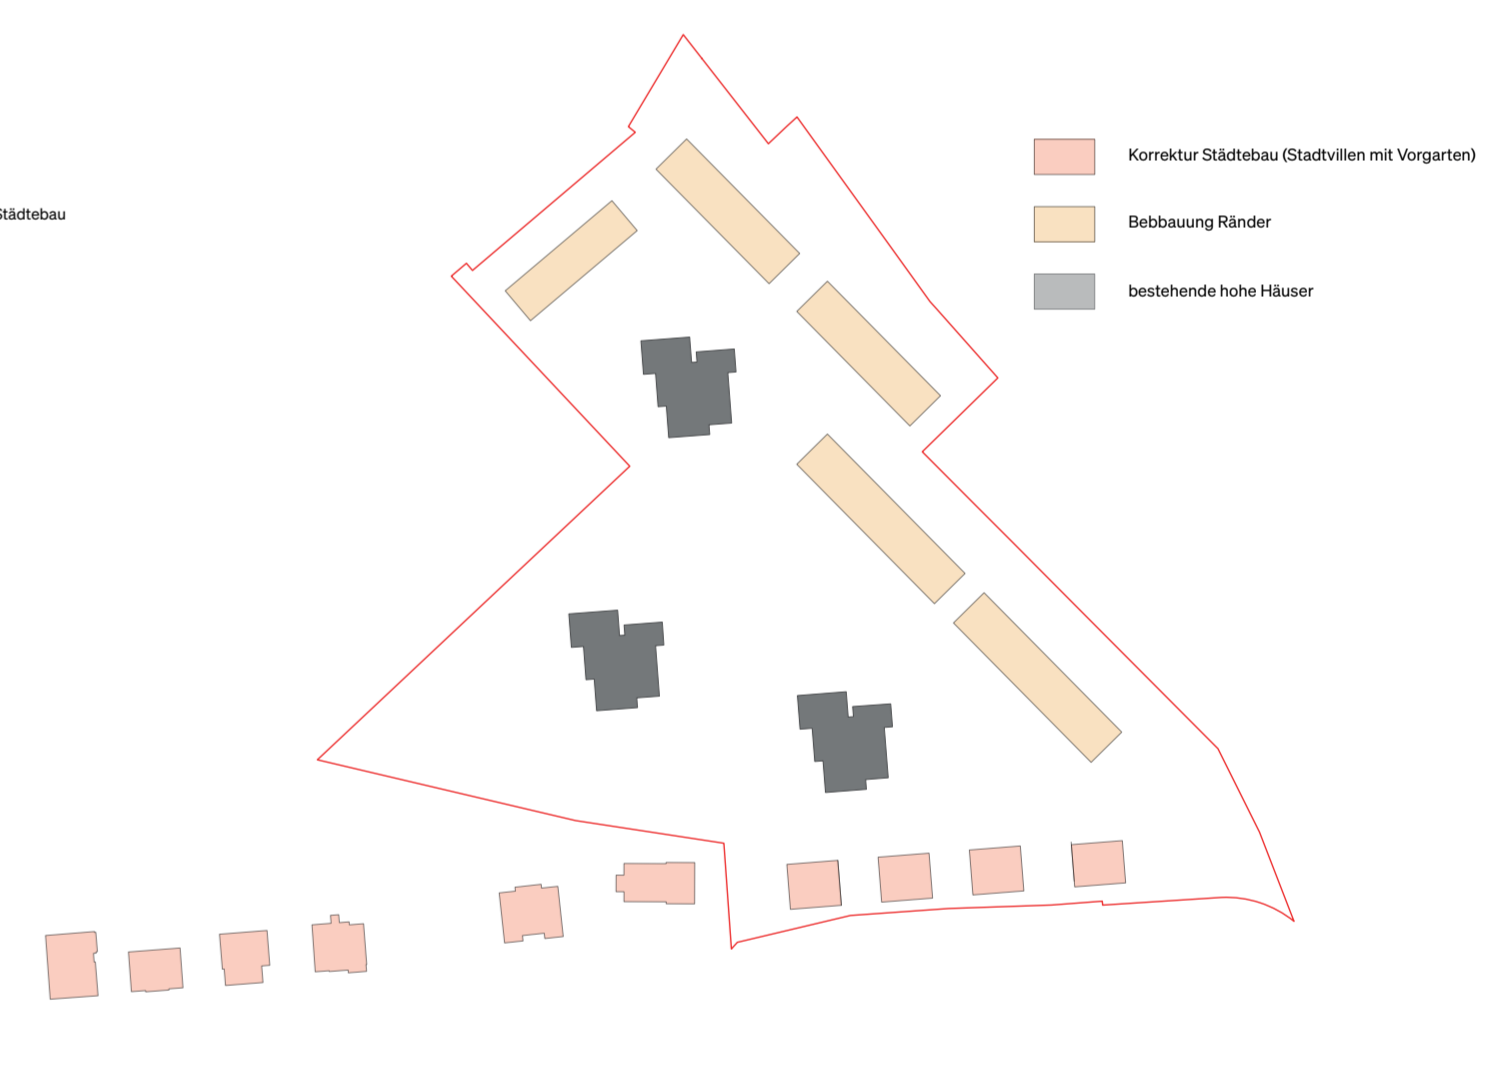 Städtebau
Korrektur Städtebau (Stadtvillen mit Vorgarten)
Bebbauung Ränder
bestehende hohe Häuser